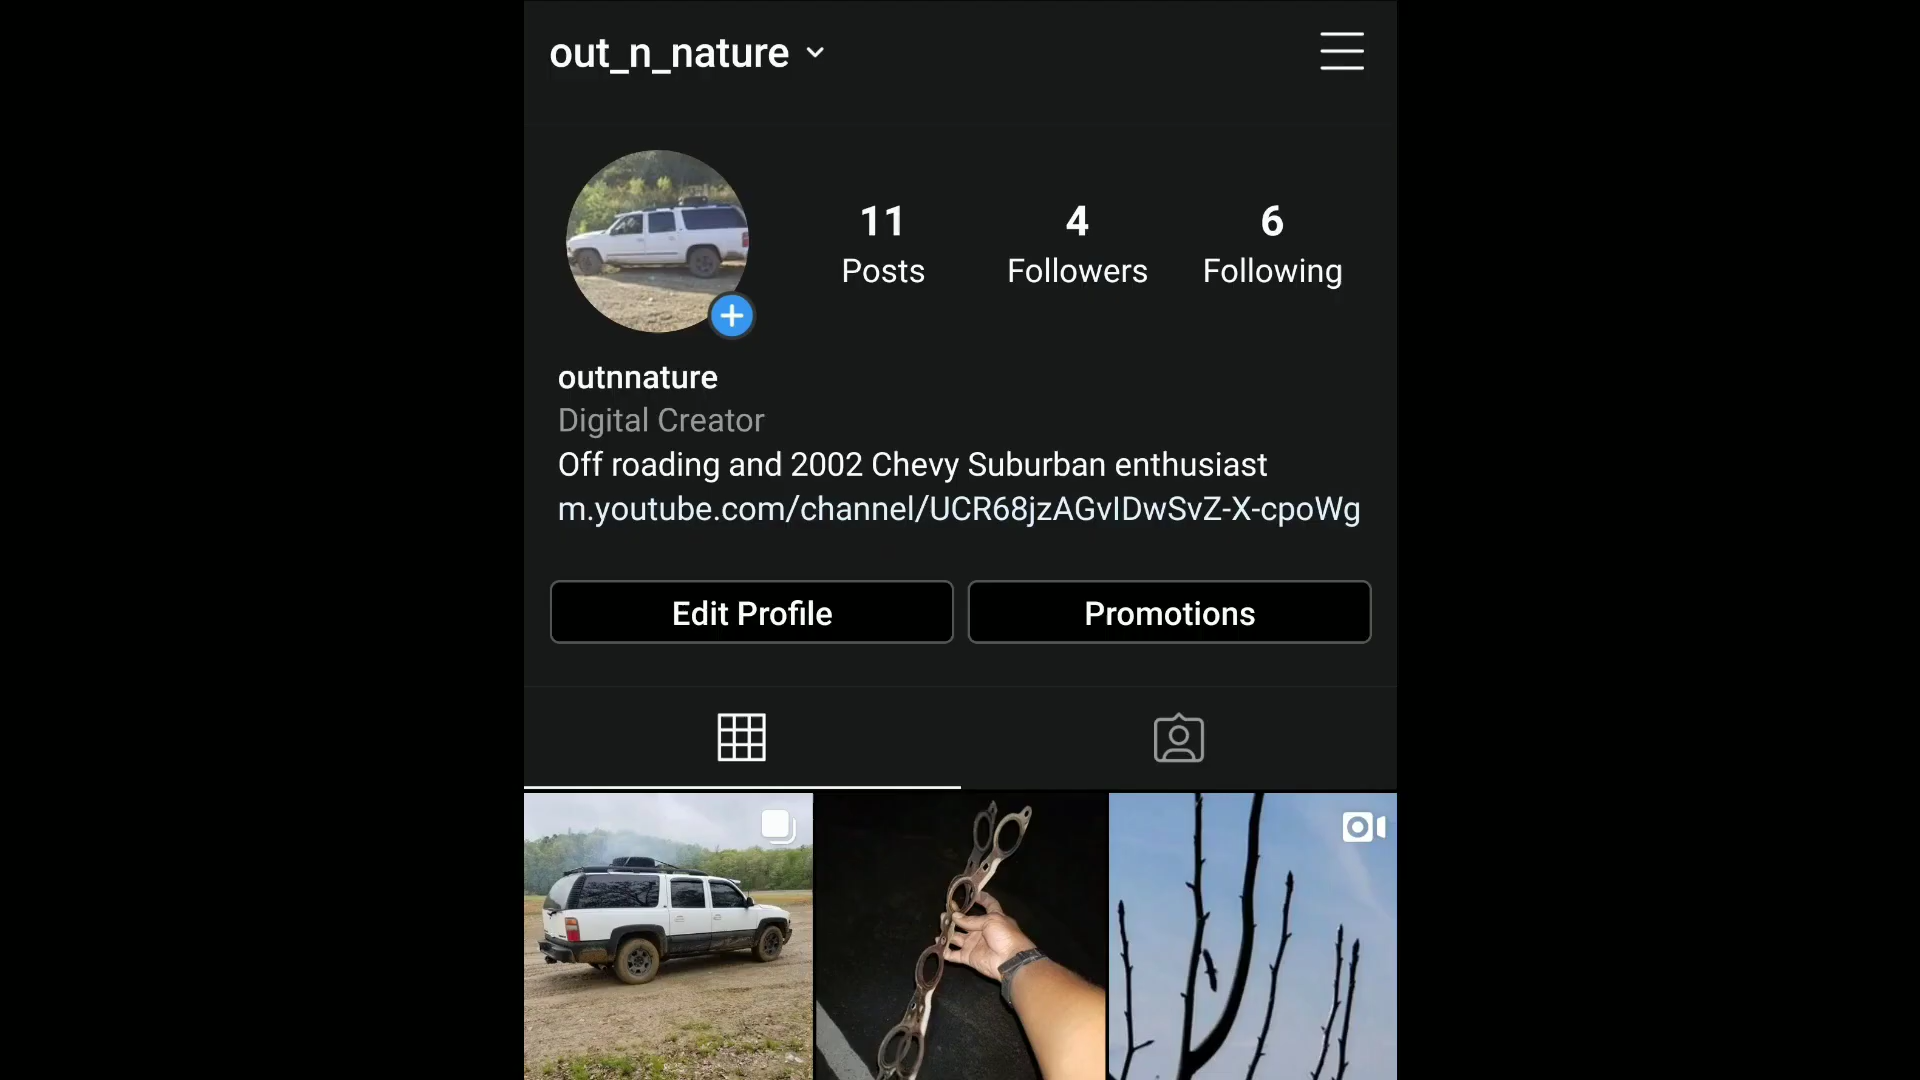 out_n_nature
11
4
6
Posts
Followers
Following
outnnature
Digital Creator
Off roading and 2002 Chevy Suburban enthusiast
m.youtube.com/channel/UCR68jzAGvIDwSvZ-X-cpoWg
Edit Profile
Promotions